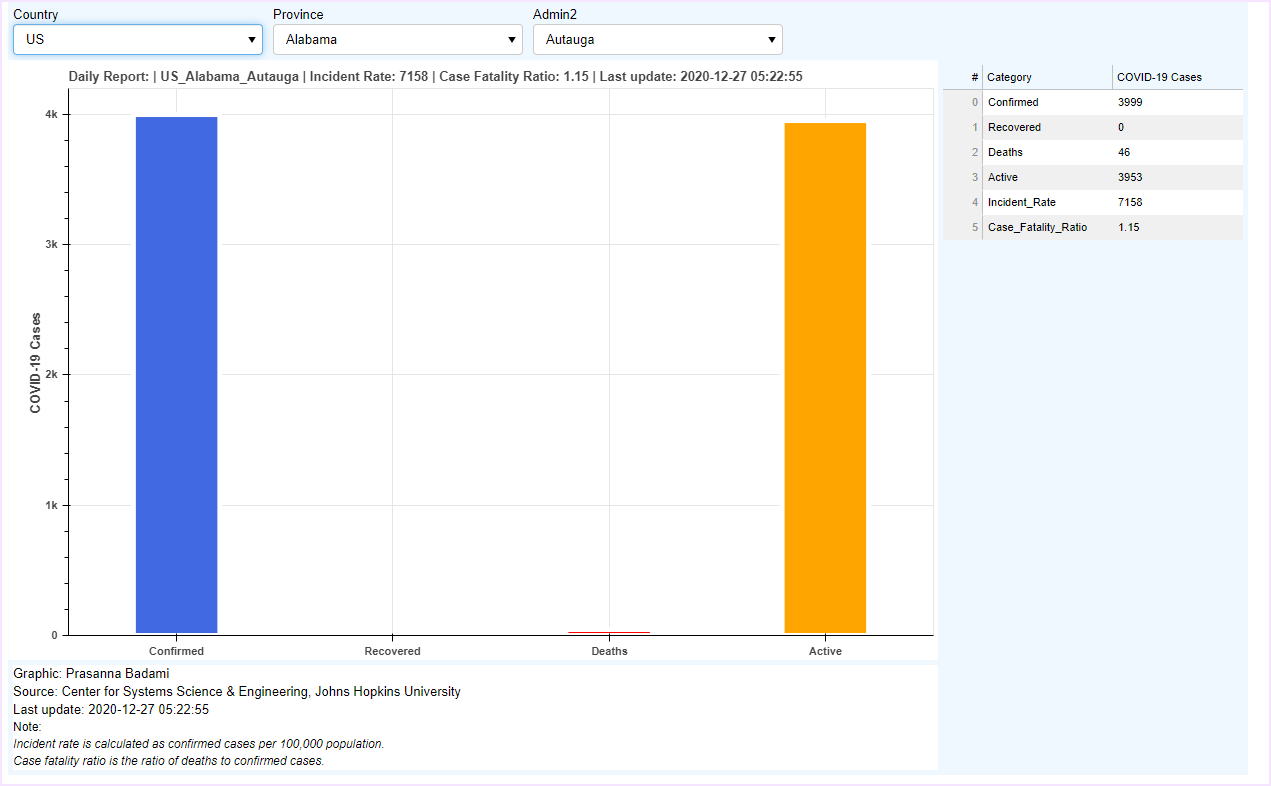 Country Province Admin2
US Alabama Autauga
Daily Report: | US_Alabama_Autauga | Incident Rate: 7158 | Case Fatality Ratio: 1.15 | Last update: 2020-12-27 05:22:55
4k
3k
2k
1k
0
COVID-19 Cases
Confirmed Recovered Deaths Active
# Category COVID-19 Cases
0 Confirmed 3999
1 Recovered 0
2 Deaths 46
3 Active 3953
4 Incident_Rate 7158
5 Case_Fatality_Ratio 1.15
Graphic: Prasanna Badami
Source: Center for Systems Science & Engineering, Johns Hopkins University
Last update: 2020-12-27 05:22:55
Note:
Incident rate is calculated as confirmed cases per 100,000 population.
Case fatality ratio is the ratio of deaths to confirmed cases.